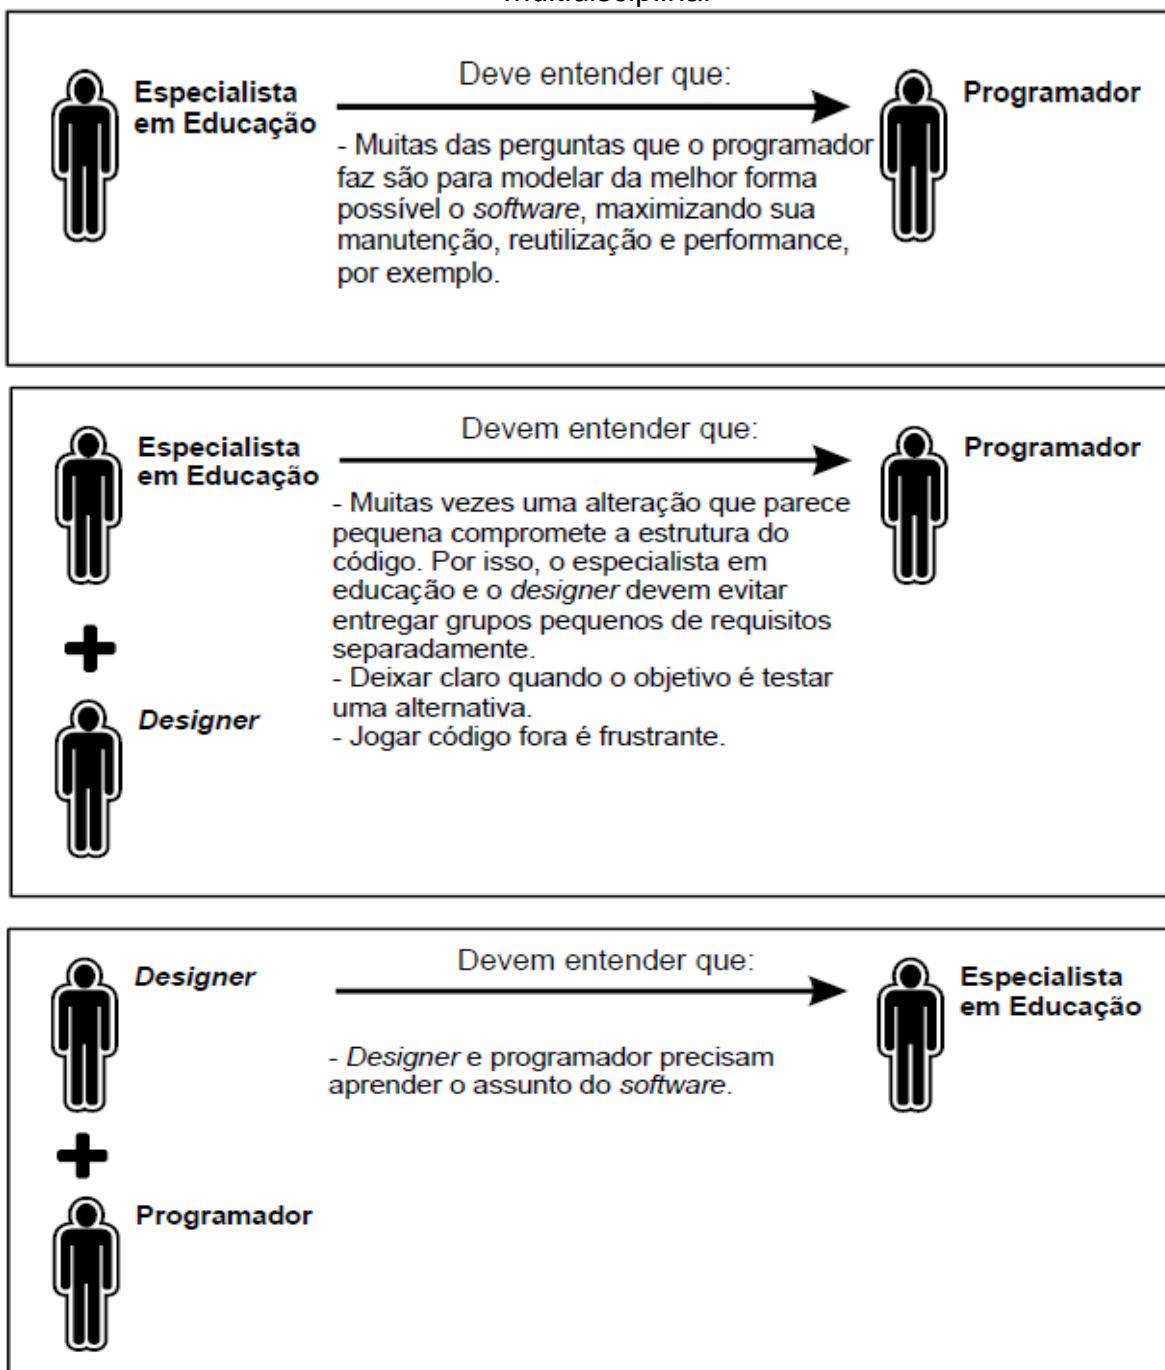 multidisciplinar
Deve entender que:
Especialista
em Educação
Programador
- Muitas das perguntas que o programador
faz são para modelar da melhor forma
possível o software, maximizando sua
manutenção, reutilização e performance,
por exemplo.
Devem entender que:
Especialista
em Educação
Programador
- Muitas vezes uma alteração que parece
pequena compromete a estrutura do
código. Por isso, o especialista em
educação e o designer devem evitar
entregar grupos pequenos de requisitos
separadamente.
- Deixar claro quando o objetivo é testar
uma alternativa.
- Jogar código fora é frustrante.
+
Designer
Devem entender que:
Designer
Especialista
em Educação
- Designer e programador precisam
aprender o assunto do software.
+
Programador